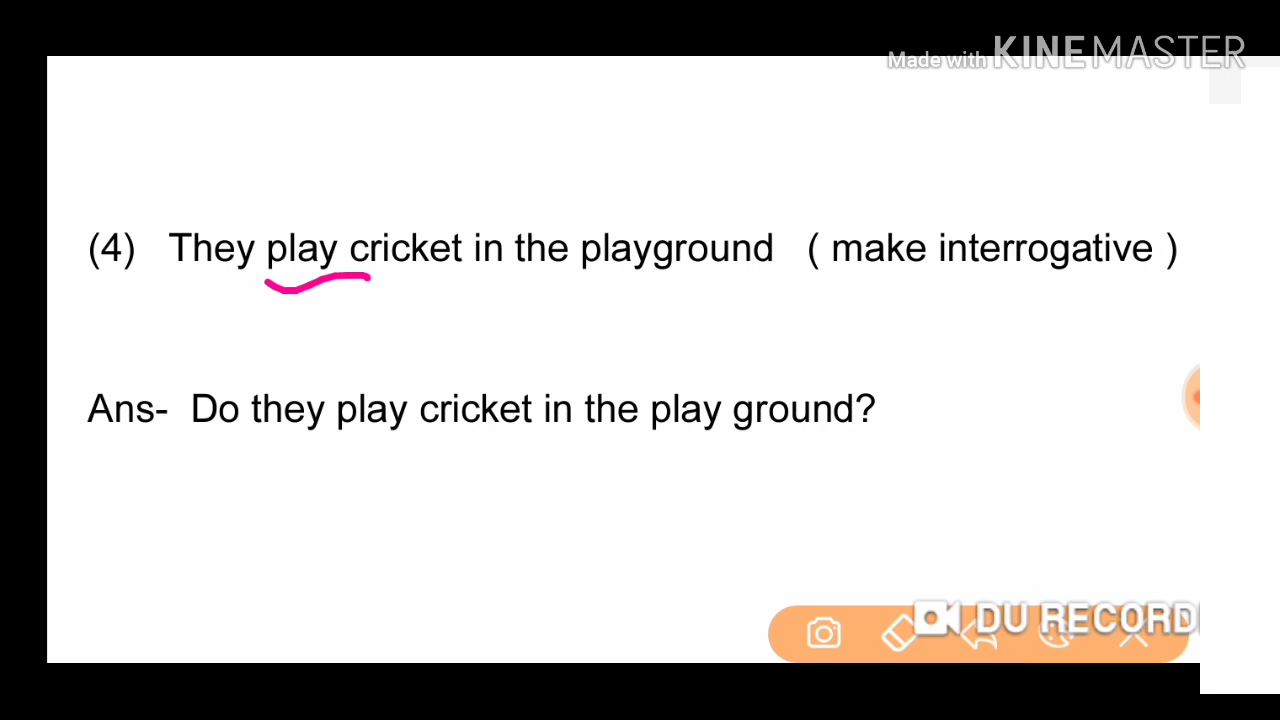 Made with KINEMASTER
(4) They play cricket in the playground ( make interrogative )
Ans- Do they play cricket in the play ground?
DU RECORD